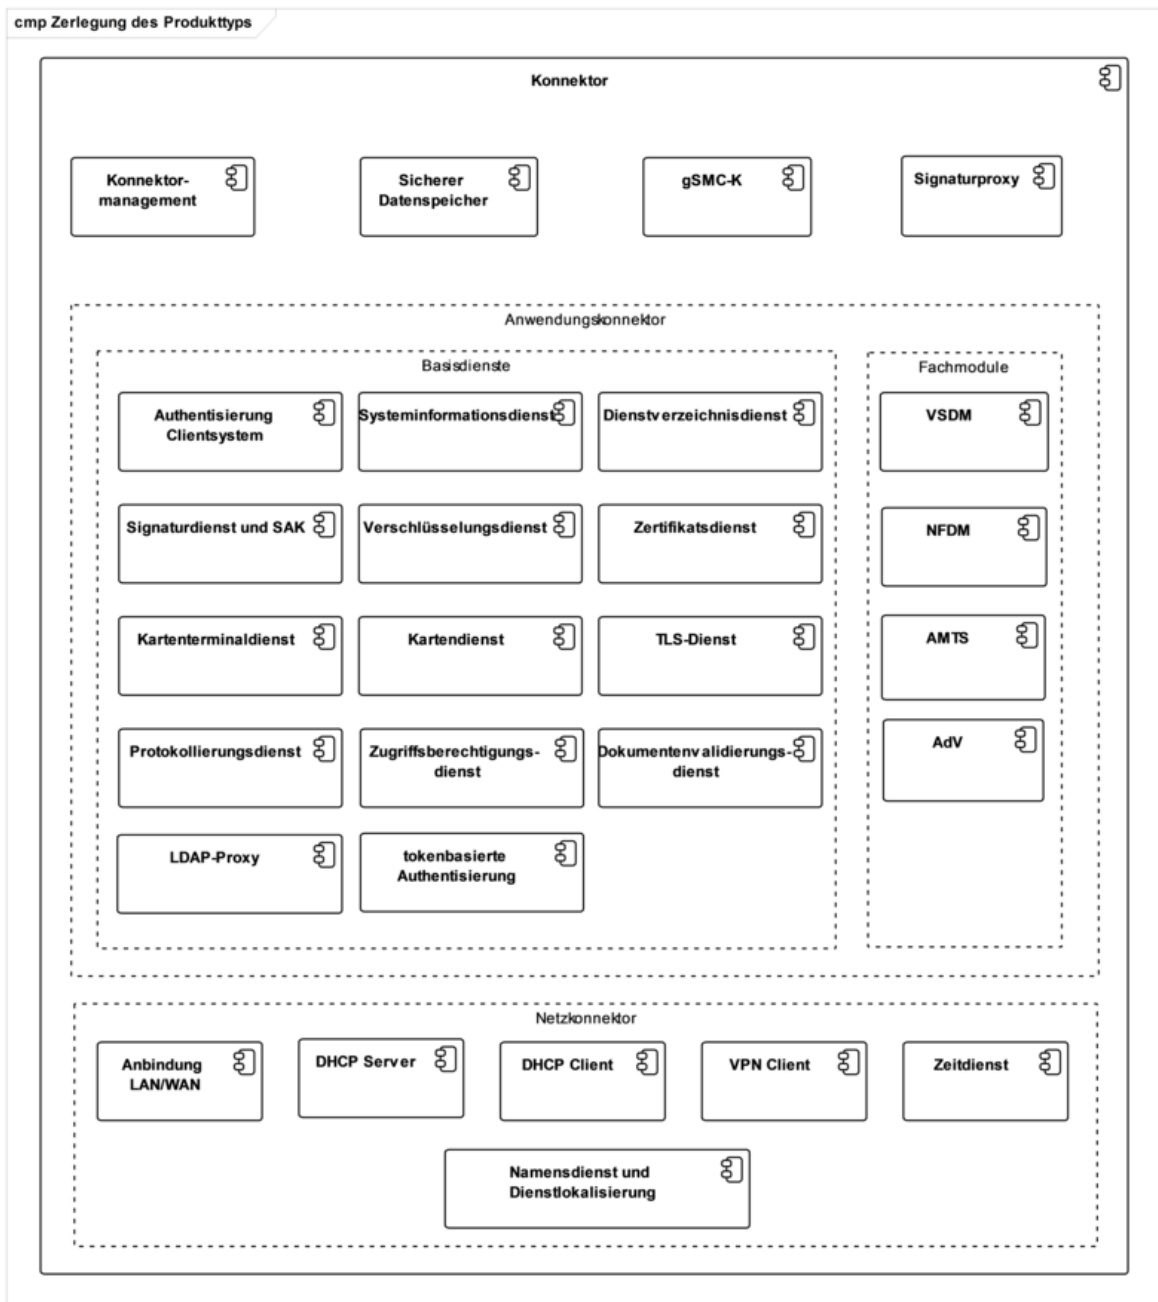 cmp Zerlegung des Produkttyps
Konnektor
Konnektor-
management
Sicherer
Datenspeicher
gSMC-K
Signaturproxy
Anwendungskonnektor
Basisdienste
Fachmodule
Authentisierung
Clientsystem
Systeminformationsdienst
Dienstverzeichnisdienst
VSDM
Signaturdienst und SAK
Verschlüsselungsdienst
Zertifikatsdienst
NFDM
Kartenterminaldienst
Kartendienst
TLS-Dienst
AMTS
Protokollierungsdienst
Zugriffsberechtigungs-
dienst
Dokumentenvalidierungs-
dienst
AdV
LDAP-Proxy
tokenbasierte
Authentisierung
Netzkonnektor
Anbindung
LAN/WAN
DHCP Server
DHCP Client
VPN Client
Zeitdienst
Namensdienst und
Dienstlokalisierung